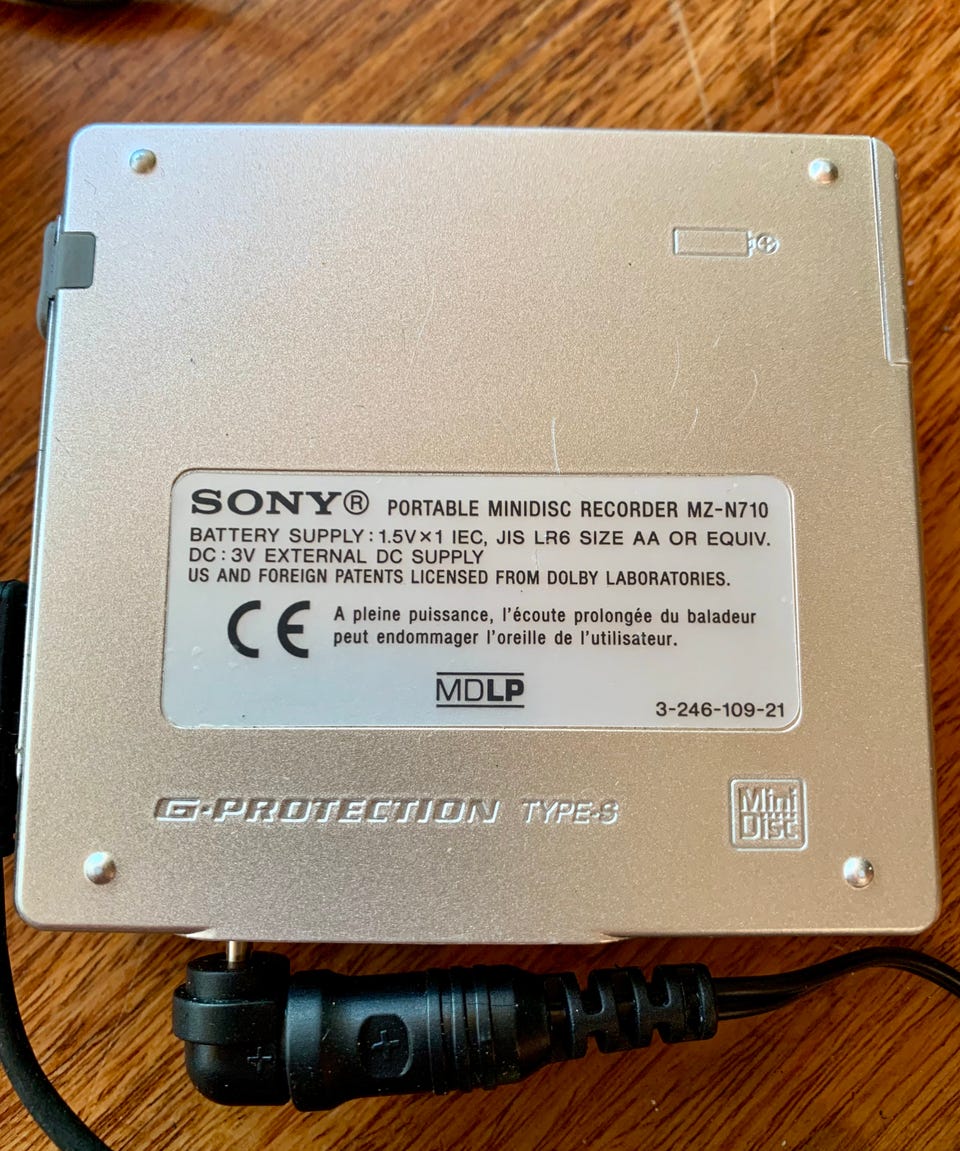 SONY® PORTABLE MINIDISC RECORDER MZ-N710
BATTERY SUPPLY : 1.5V×1 IEC, JIS LR6 SIZE AA OR EQUIV.
DC : 3V EXTERNAL DC SUPPLY
US AND FOREIGN PATENTS LICENSED FROM DOLBY LABORATORIES.
CE
A pleine puissance, l'écoute prolongée du baladeur
peut endommager l'oreille de l'utilisateur.
MDLP
3-246-109-21
G-PROTECTION TYPE-S
Mini
Disc
+ +